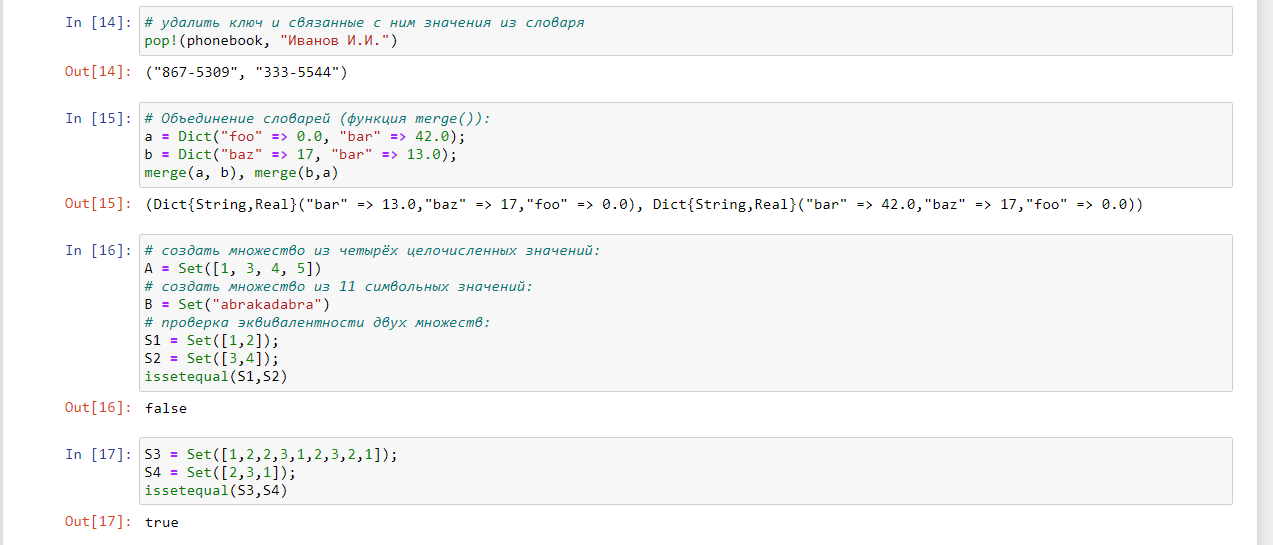 In [14]: # удалить ключ и связанные с ним значения из словаря
pop!(phonebook, "Иванов И.И.")
Out[14]: ("867-5309", "333-5544")
In [15]: # Объединение словарей (функция merge()):
a = Dict("foo" => 0.0, "bar" => 42.0);
b = Dict("baz" => 17, "bar" => 13.0);
merge(a, b), merge(b,a)
Out[15]: (Dict{String,Real}("bar" => 13.0,"baz" => 17,"foo" => 0.0), Dict{String,Real}("bar" => 42.0,"baz" => 17,"foo" => 0.0))
In [16]: # создать множество из четырёх целочисленных значений:
A = Set([1, 3, 4, 5])
# создать множество из 11 символьных значений:
B = Set("abrakadabra")
# проверка эквивалентности двух множеств:
S1 = Set([1,2]);
S2 = Set([3,4]);
issetequal(S1,S2)
Out[16]: false
In [17]: S3 = Set([1,2,2,3,1,2,3,2,1]);
S4 = Set([2,3,1]);
issetequal(S3,S4)
Out[17]: true